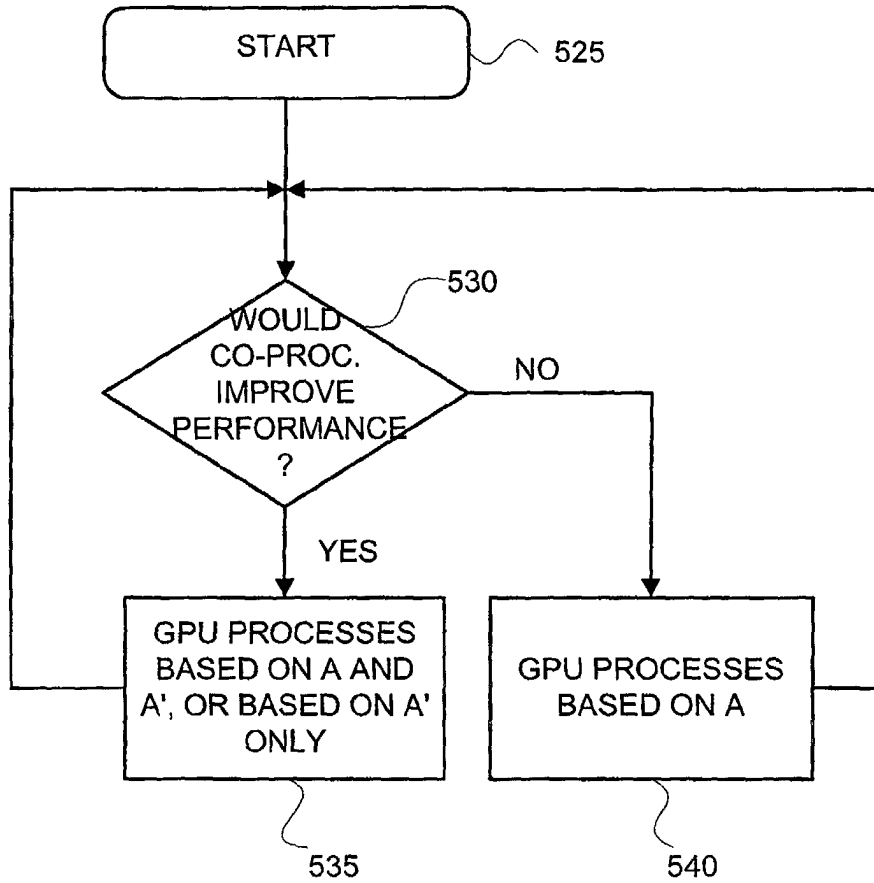 START
525
530
WOULD
CO-PROC.
IMPROVE
PERFORMANCE
?
NO
YES
GPU PROCESSES
BASED ON A AND
A', OR BASED ON A'
ONLY
GPU PROCESSES
BASED ON A
535
540